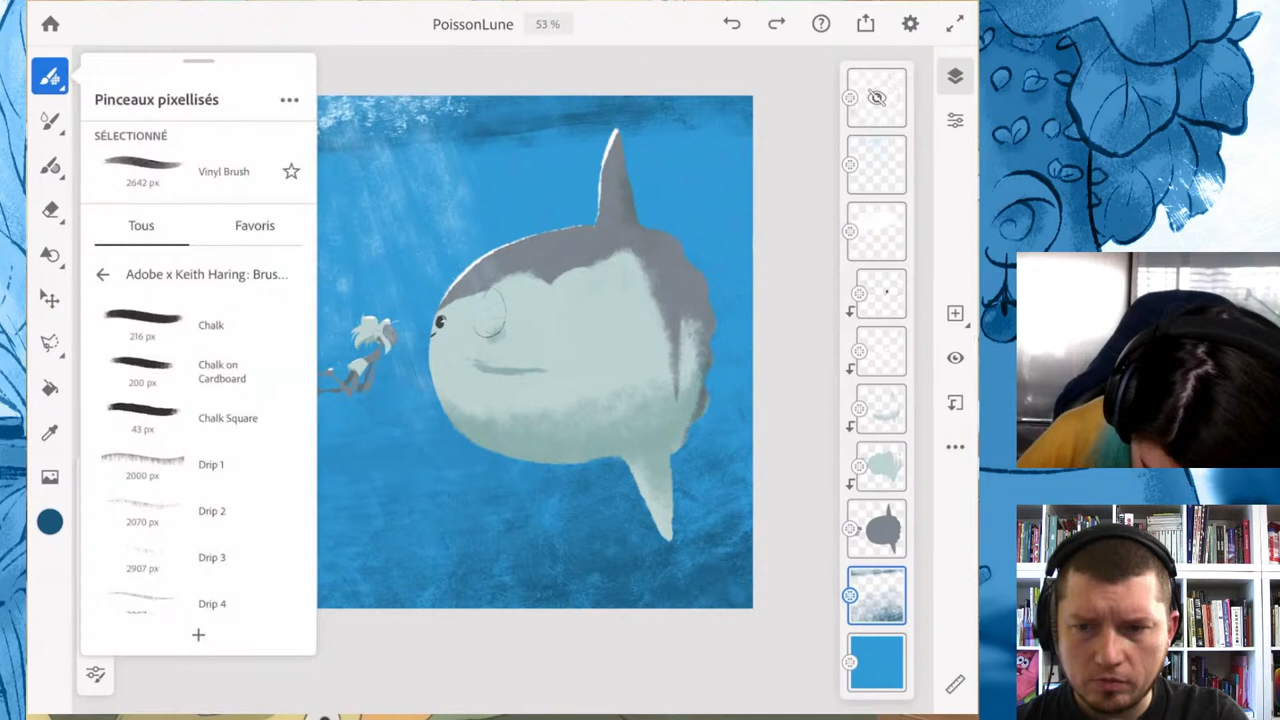 PoissonLune 53 %
Pinceaux pixellisés
SÉLECTIONNÉ
Vinyl Brush
2642 px
Tous Favoris
Adobe x Keith Haring: Brus...
Chalk
216 px
Chalk on
Cardboard
200 px
Chalk Square
43 px
Drip 1
2000 px
Drip 2
2070 px
Drip 3
2907 px
Drip 4